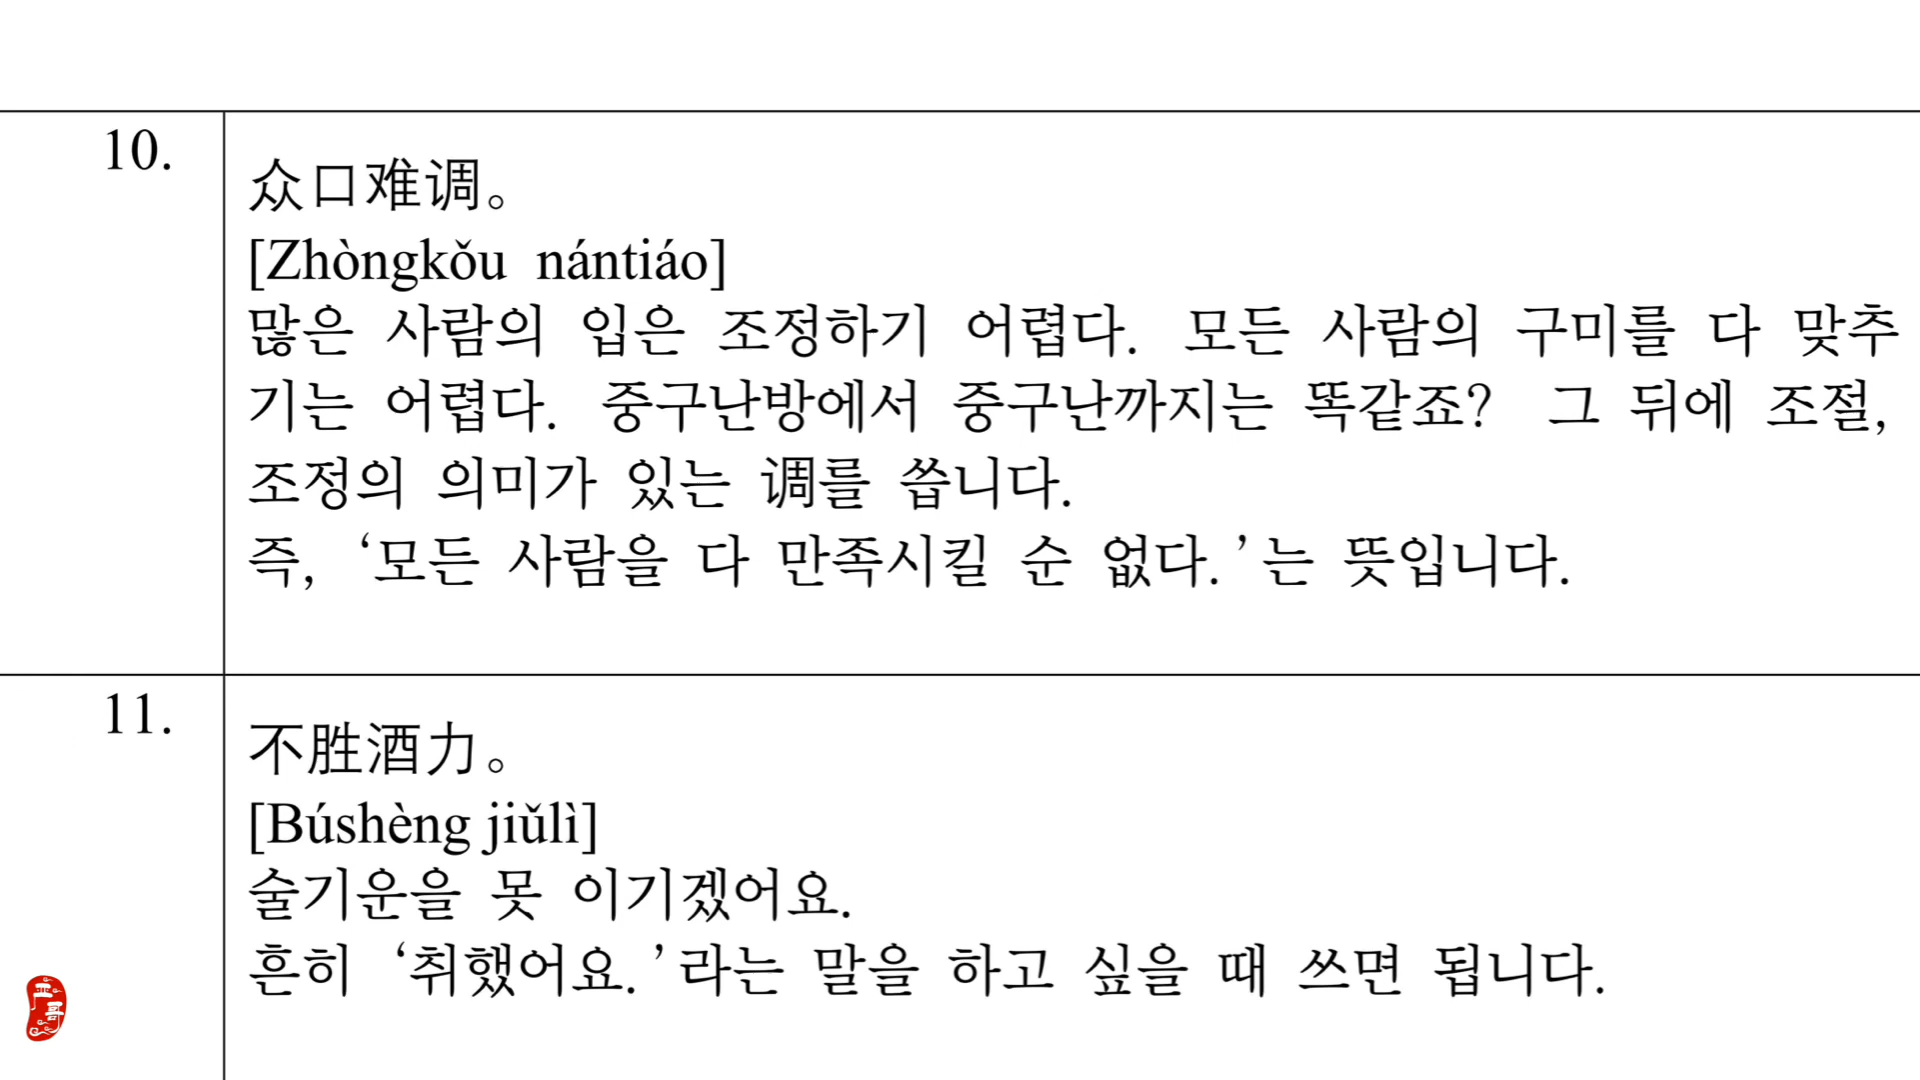 10.
众口难调。
[Zhòngkǒu nántiáo]
많은 사람의 입은 조정하기 어렵다. 모든 사람의 구미를 다 맞추
기는 어렵다. 중구난방에서 중구난까지는 똑같죠? 그 뒤에 조절,
조정의 의미가 있는 调를 씁니다.
즉, ‘모든 사람을 다 만족시킬 순 없다.’는 뜻입니다.
11.
不胜酒力。
[Búshèng jiǔlì]
술기운을 못 이기겠어요.
흔히 ‘취했어요.’라는 말을 하고 싶을 때 쓰면 됩니다.